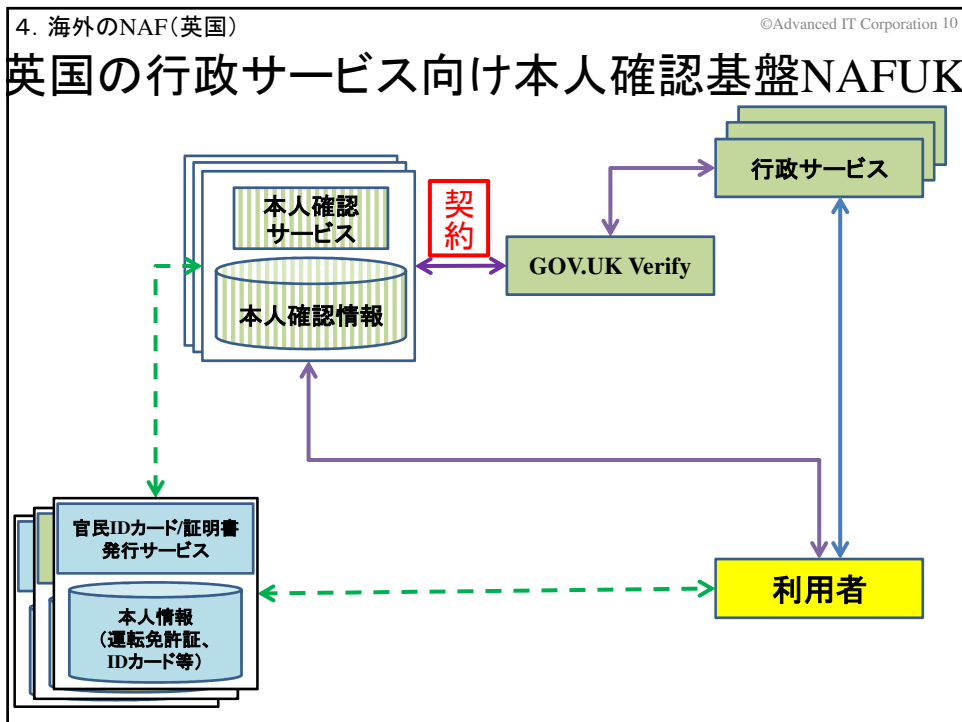 4．海外のNAF（英国）
©Advanced IT Corporation 10
英国の行政サービス向け本人確認基盤NAFUK
行政サービス
本人確認
サービス
契
約
GOV.UK Verify
本人確認情報
官民IDカード/証明書
発行サービス
利用者
本人情報
（運転免許証、
IDカード等）